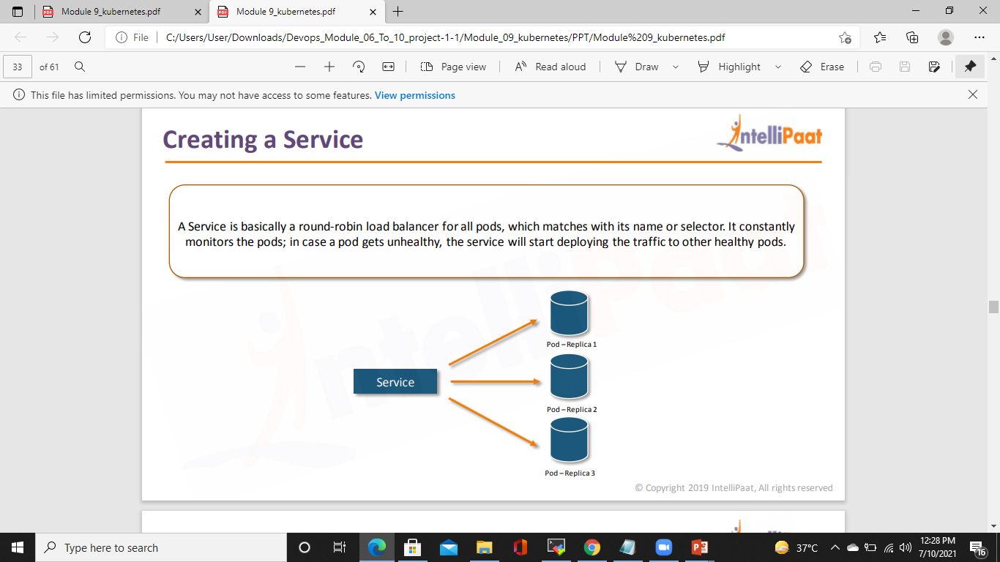 Module 9_kubernetes.pdf
Module 9_kubernetes.pdf
File
C:/Users/User/Downloads/Devops_Module_06_To_10_project-1-1/Module_09_kubernetes/PPT/Module%209_kubernetes.pdf
33 of 61
Page view
Read aloud
Draw
Highlight
Erase
This file has limited permissions. You may not have access to some features. View permissions
Creating a Service
IntelliPaat
A Service is basically a round-robin load balancer for all pods, which matches with its name or selector. It constantly
monitors the pods; in case a pod gets unhealthy, the service will start deploying the traffic to other healthy pods.
Pod – Replica 1
Service
Pod – Replica 2
Pod – Replica 3
© Copyright 2019 IntelliPaat, All rights reserved
Type here to search
37°C
12:28 PM
7/10/2021
16